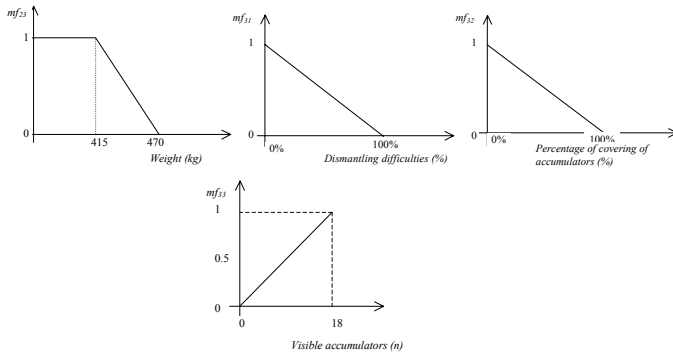 mf23
1
0
415
470
Weight (kg)
mf31
1
0
0%
100%
Dismantling difficulties (%)
mf32
1
0
0%
100%
Percentage of covering of
accumulators (%)
mf33
1
0.5
0
0
18
Visible accumulators (n)